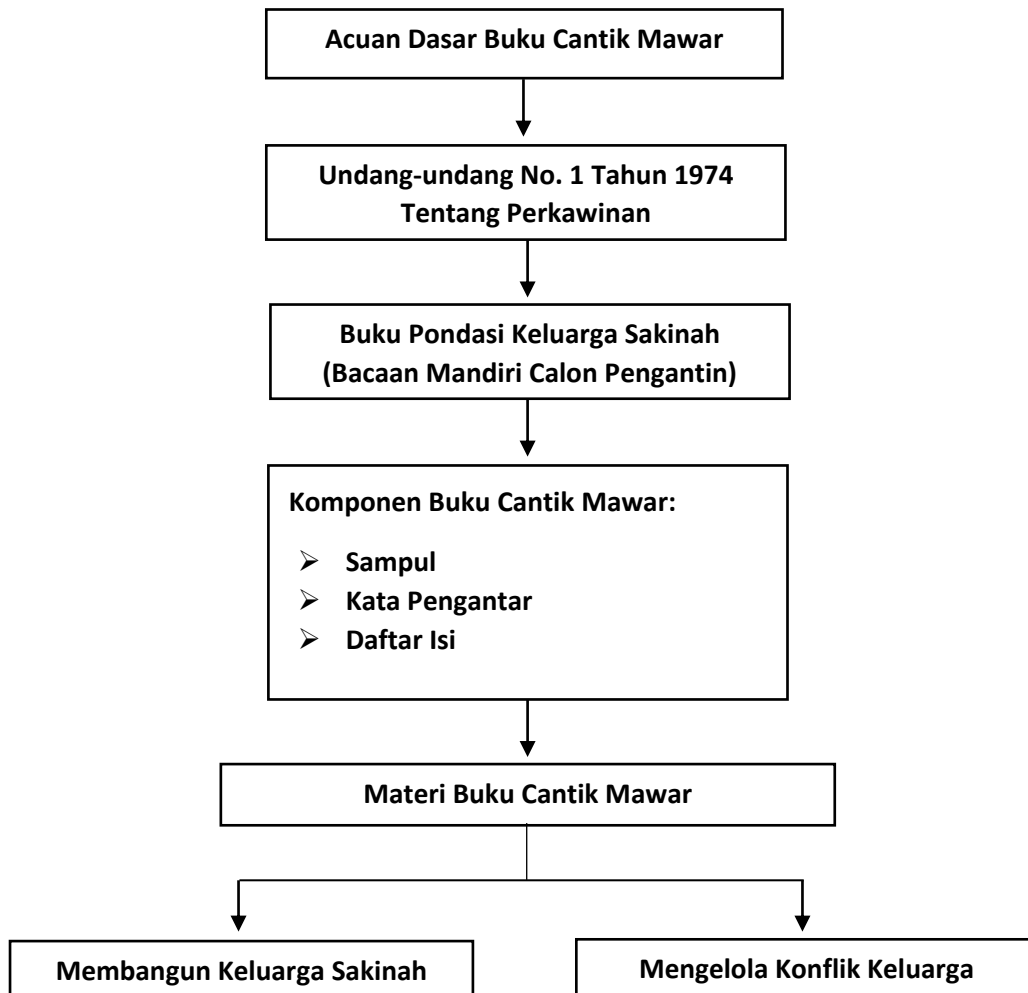 Acuan Dasar Buku Cantik Mawar
Undang-undang No. 1 Tahun 1974
Tentang Perkawinan
Buku Pondasi Keluarga Sakinah
(Bacaan Mandiri Calon Pengantin)
Komponen Buku Cantik Mawar:
➢ Sampul
➢ Kata Pengantar
➢ Daftar Isi
Materi Buku Cantik Mawar
Membangun Keluarga Sakinah
Mengelola Konflik Keluarga